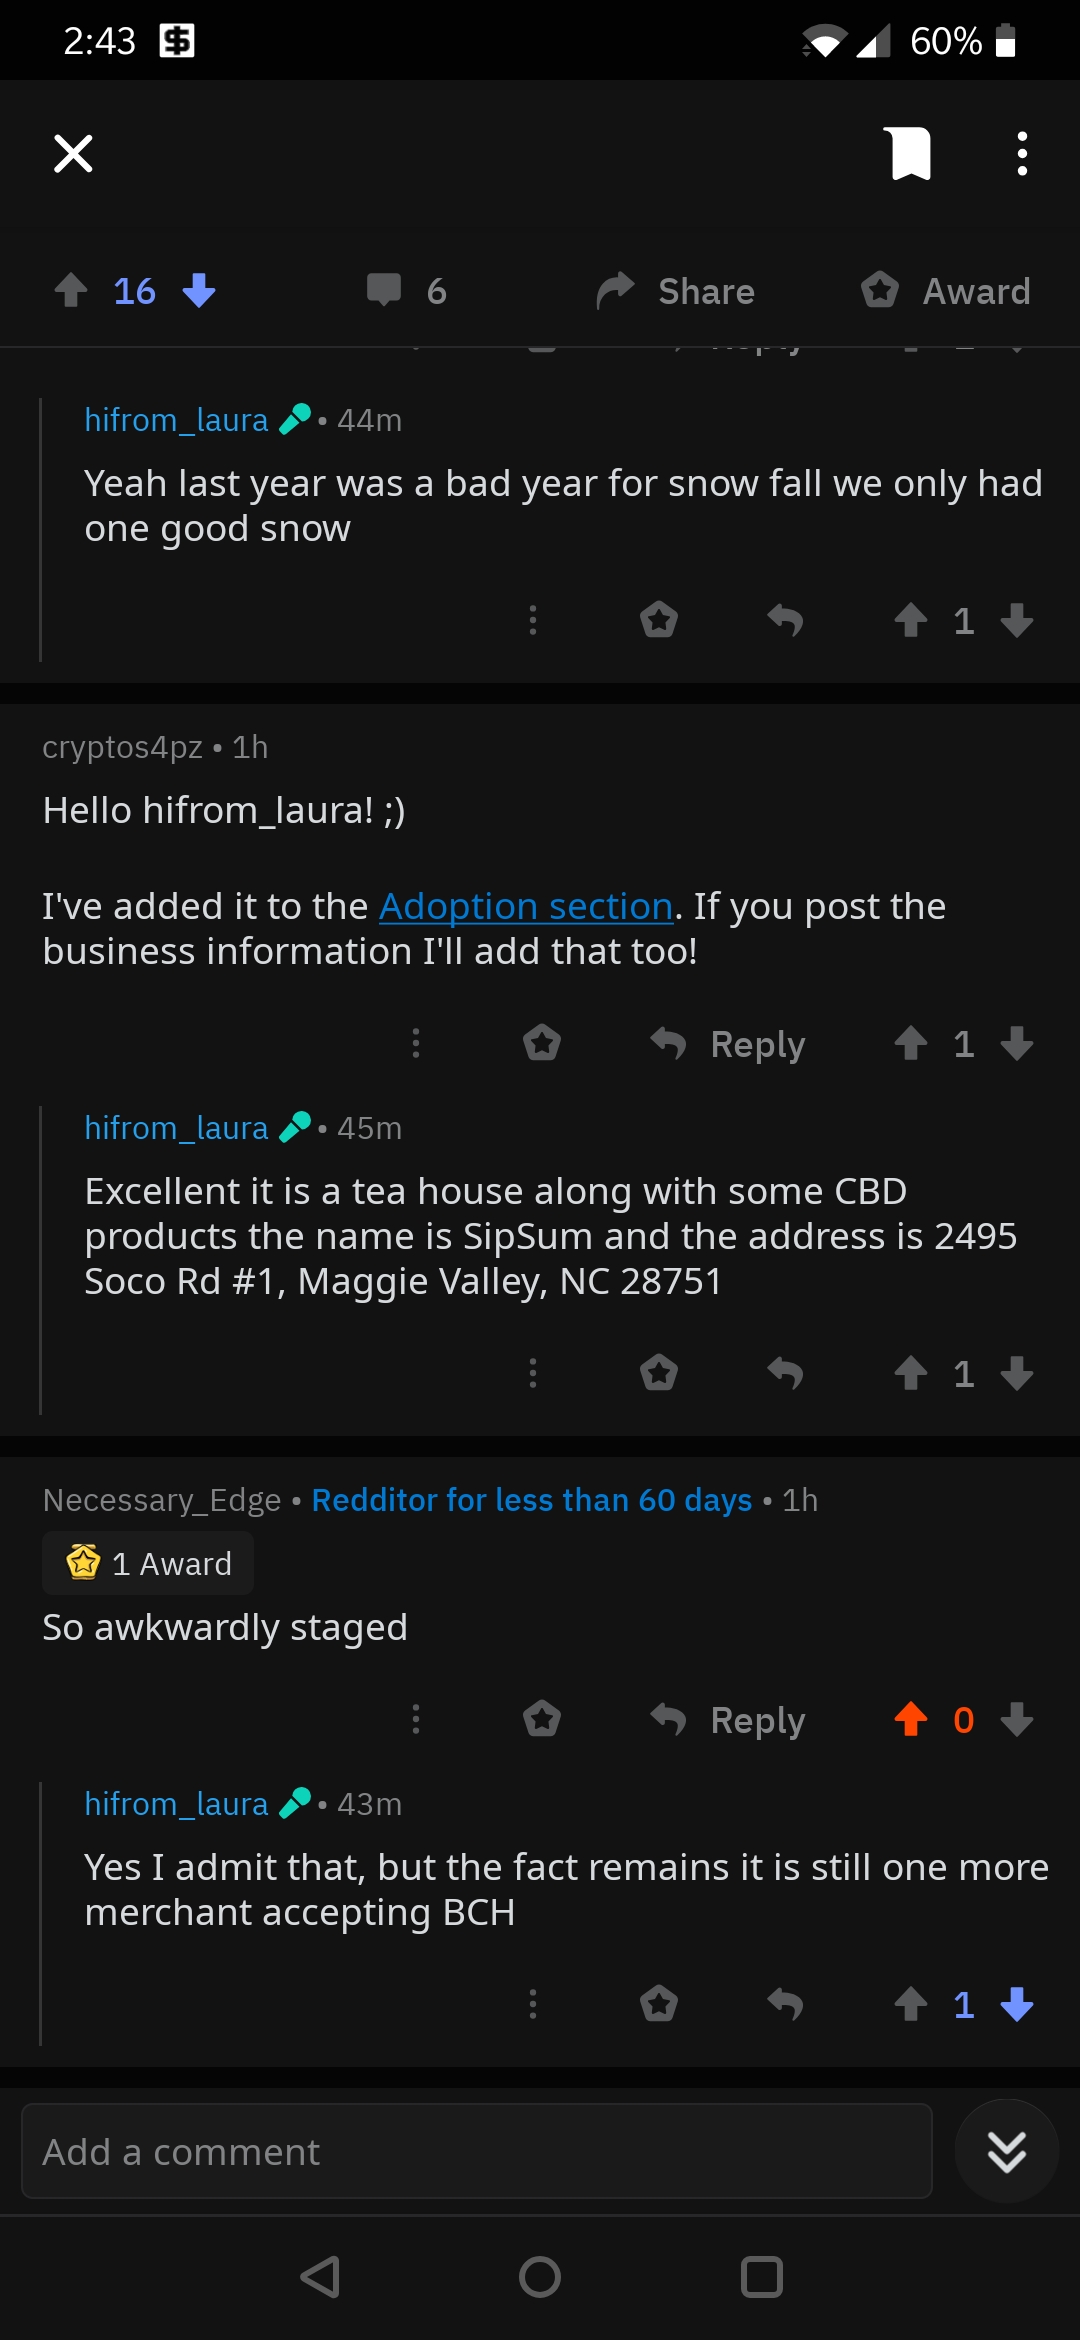 2:43
60%
16
6
Share
Award
Reply
1
hifrom_laura • 44m
Yeah last year was a bad year for snow fall we only had
one good snow
1
cryptos4pz • 1h
Hello hifrom_laura! ;)
I've added it to the Adoption section. If you post the
business information I'll add that too!
Reply
1
hifrom_laura • 45m
Excellent it is a tea house along with some CBD
products the name is SipSum and the address is 2495
Soco Rd #1, Maggie Valley, NC 28751
1
Necessary_Edge • Redditor for less than 60 days • 1h
1 Award
So awkwardly staged
Reply
0
hifrom_laura • 43m
Yes I admit that, but the fact remains it is still one more
merchant accepting BCH
1
Add a comment